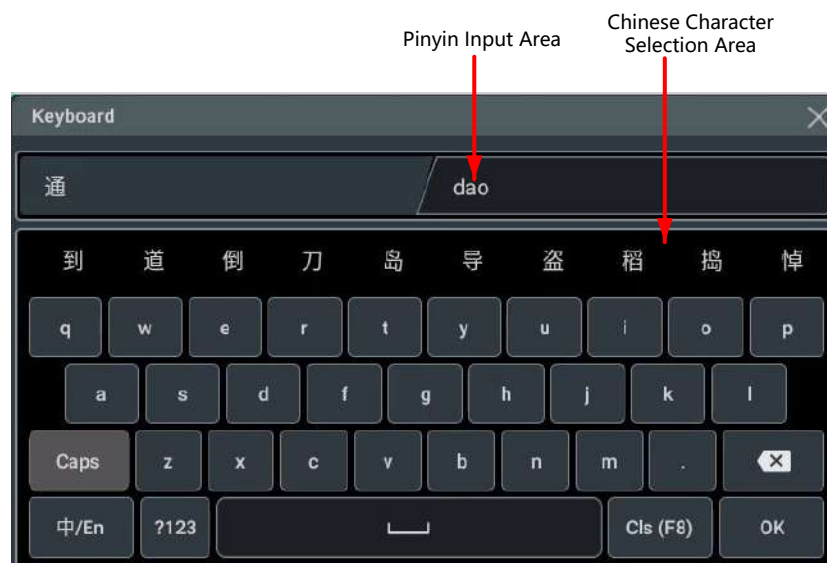 Pinyin Input Area
Chinese Character
Selection Area
Keyboard
通
dao
到 道 倒 刀 岛 导 盗 稻 捣 悼
q w e r t y u i o p
a s d f g h j k l
Caps z x c v b n m .
中/En ?123 Cls (F8) OK